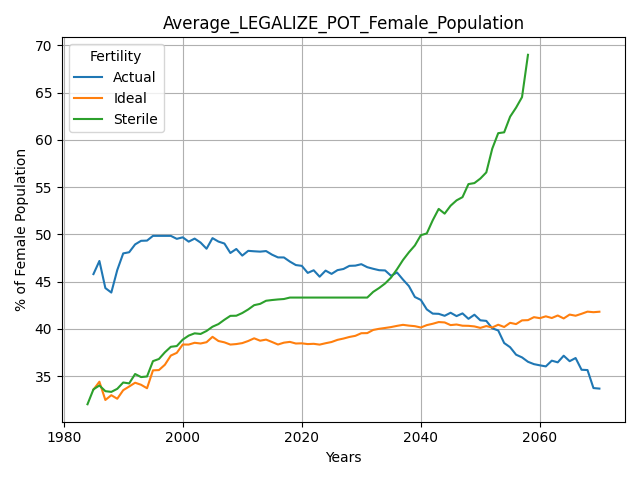 Average_LEGALIZE_POT_Female_Population
Fertility
Actual
Ideal
Sterile
% of Female Population
70
65
60
55
50
45
40
35
1980
2000
2020
2040
2060
Years